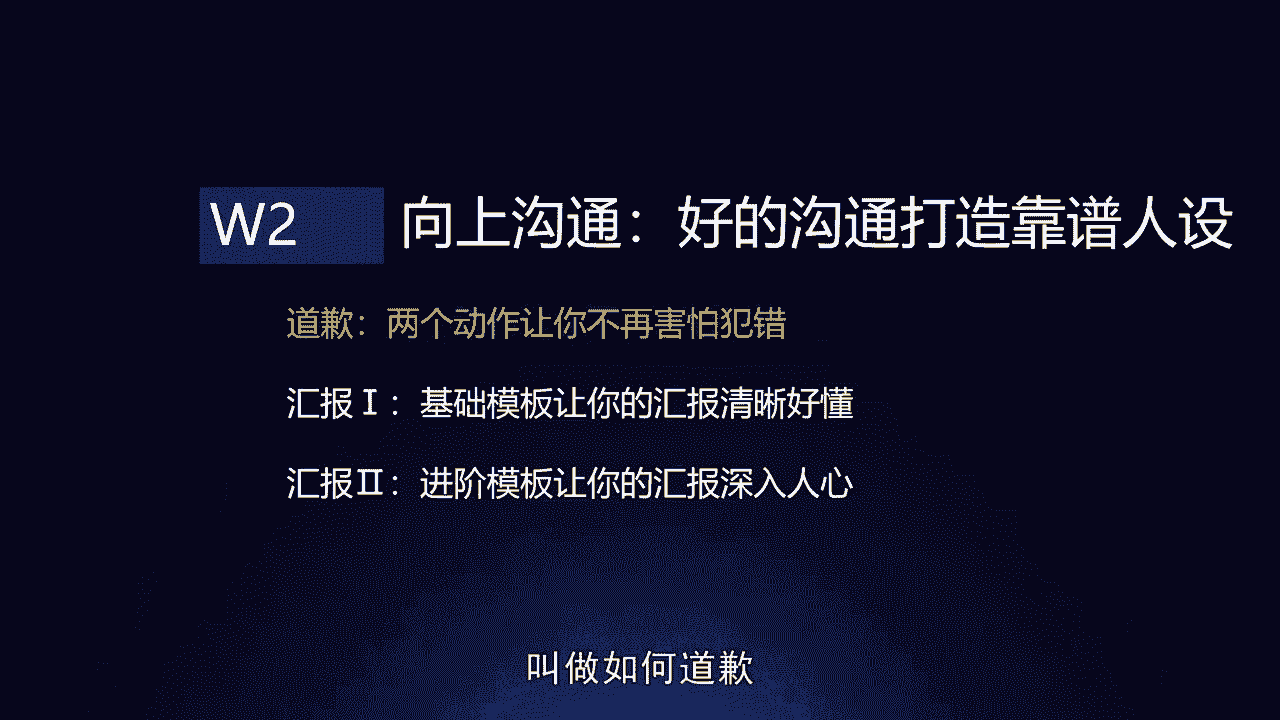 W2 向上沟通：好的沟通打造靠谱人设
道歉：两个动作让你不再害怕犯错
汇报Ⅰ：基础模板让你的汇报清晰好懂
汇报Ⅱ：进阶模板让你的汇报深入人心
叫做如何道歉